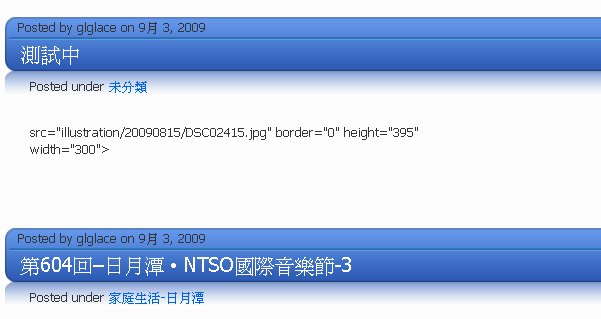 Posted by glglace on 9月 3, 2009
測試中
Posted under 未分類
src="illustration/20090815/DSC02415.jpg" border="0" height="395"
width="300">
Posted by glglace on 9月 3, 2009
第604回–日月潭‧NTSO國際音樂節-3
Posted under 家庭生活-日月潭